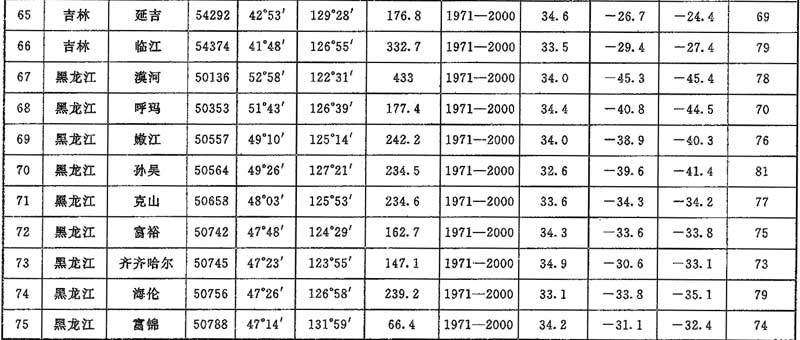 65 吉林 延吉 54292 42°53′ 129°28′ 176.8 1971—2000 34.6 −26.7 −24.4 69
66 吉林 临江 54374 41°48′ 126°55′ 332.7 1971—2000 33.5 −29.4 −27.4 79
67 黑龙江 漠河 50136 52°58′ 122°31′ 433 1971—2000 34.0 −45.3 −45.4 78
68 黑龙江 呼玛 50353 51°43′ 126°39′ 177.4 1971—2000 34.4 −40.8 −44.5 70
69 黑龙江 嫩江 50557 49°10′ 125°14′ 242.2 1971—2000 34.0 −38.9 −40.3 76
70 黑龙江 孙吴 50564 49°26′ 127°21′ 234.5 1971—2000 32.6 −39.6 −41.4 81
71 黑龙江 克山 50658 48°03′ 125°53′ 234.6 1971—2000 33.6 −34.3 −34.2 77
72 黑龙江 富裕 50742 47°48′ 124°29′ 162.7 1971—2000 34.3 −33.6 −33.8 75
73 黑龙江 齐齐哈尔 50745 47°23′ 123°55′ 147.1 1971—2000 34.9 −30.6 −33.1 73
74 黑龙江 海伦 50756 47°26′ 126°58′ 239.2 1971—2000 33.1 −33.8 −35.1 79
75 黑龙江 富锦 50788 47°14′ 131°59′ 66.4 1971—2000 34.2 −31.1 −32.4 74